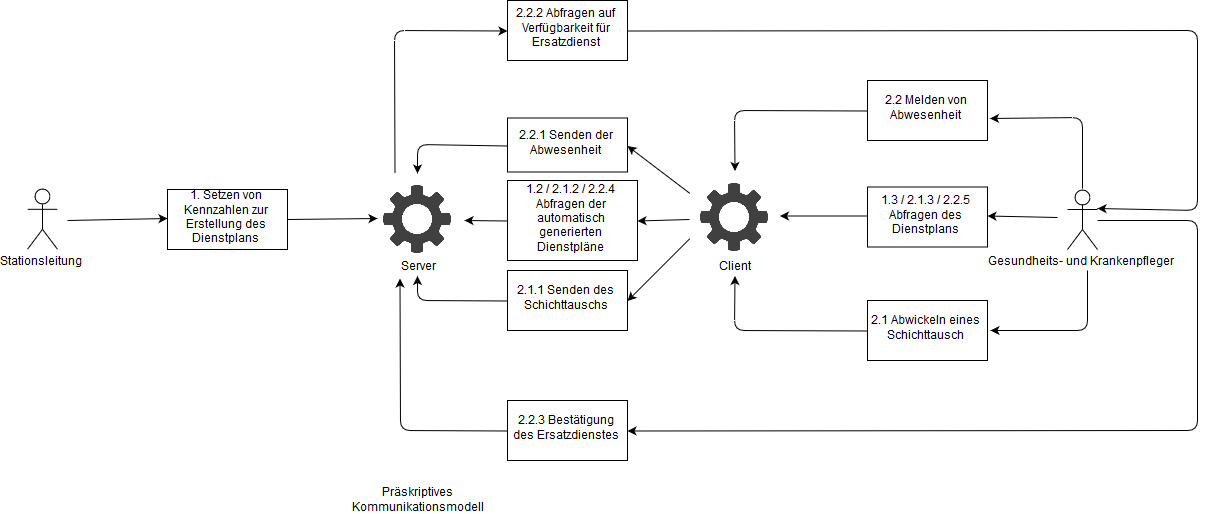 2.2.2 Abfragen auf
Verfügbarkeit für
Ersatzdienst
2.2 Melden von
Abwesenheit
2.2.1 Senden der
Abwesenheit
1. Setzen von
Kennzahlen zur
Erstellung des
Dienstplans
1.2 / 2.1.2 / 2.2.4
Abfragen der
automatisch
generierten
Dienstpläne
1.3 / 2.1.3 / 2.2.5
Abfragen des
Dienstplans
Stationsleitung
Server
Client
Gesundheits- und Krankenpfleger
2.1.1 Senden des
Schichttauschs
2.1 Abwickeln eines
Schichttausch
2.2.3 Bestätigung
des Ersatzdienstes
Präskriptives
Kommunikationsmodell